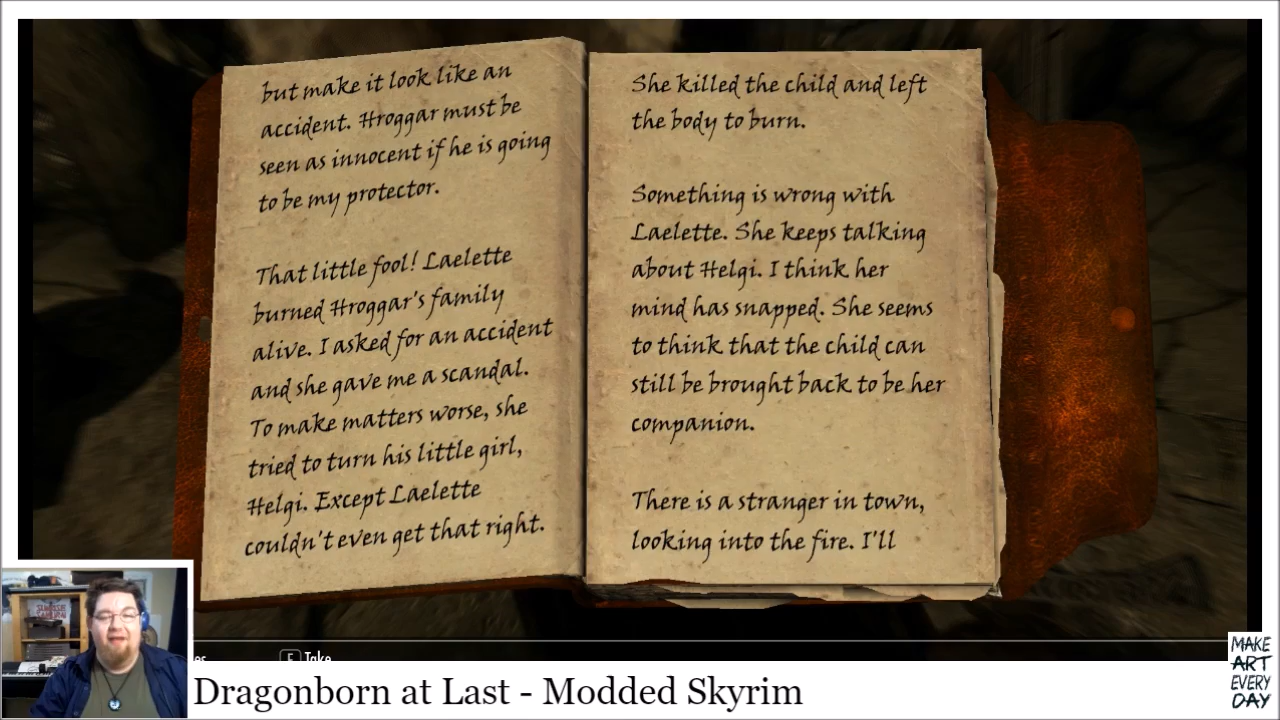 but make it look like an
accident. Hroggar must be
seen as innocent if he is going
to be my protector.
That little fool! Laelette
burned Hroggar's family
alive. I asked for an accident
and she gave me a scandal.
To make matters worse, she
tried to turn his little girl,
Helgi. Except Laelette
couldn't even get that right.
She killed the child and left
the body to burn.
Something is wrong with
Laelette. She keeps talking
about Helgi. I think her
mind has snapped. She seems
to think that the child can
still be brought back to be her
companion.
There is a stranger in town,
looking into the fire. I'll
E Take
Dragonborn at Last - Modded Skyrim
MAKE
ART
EVERY
DAY